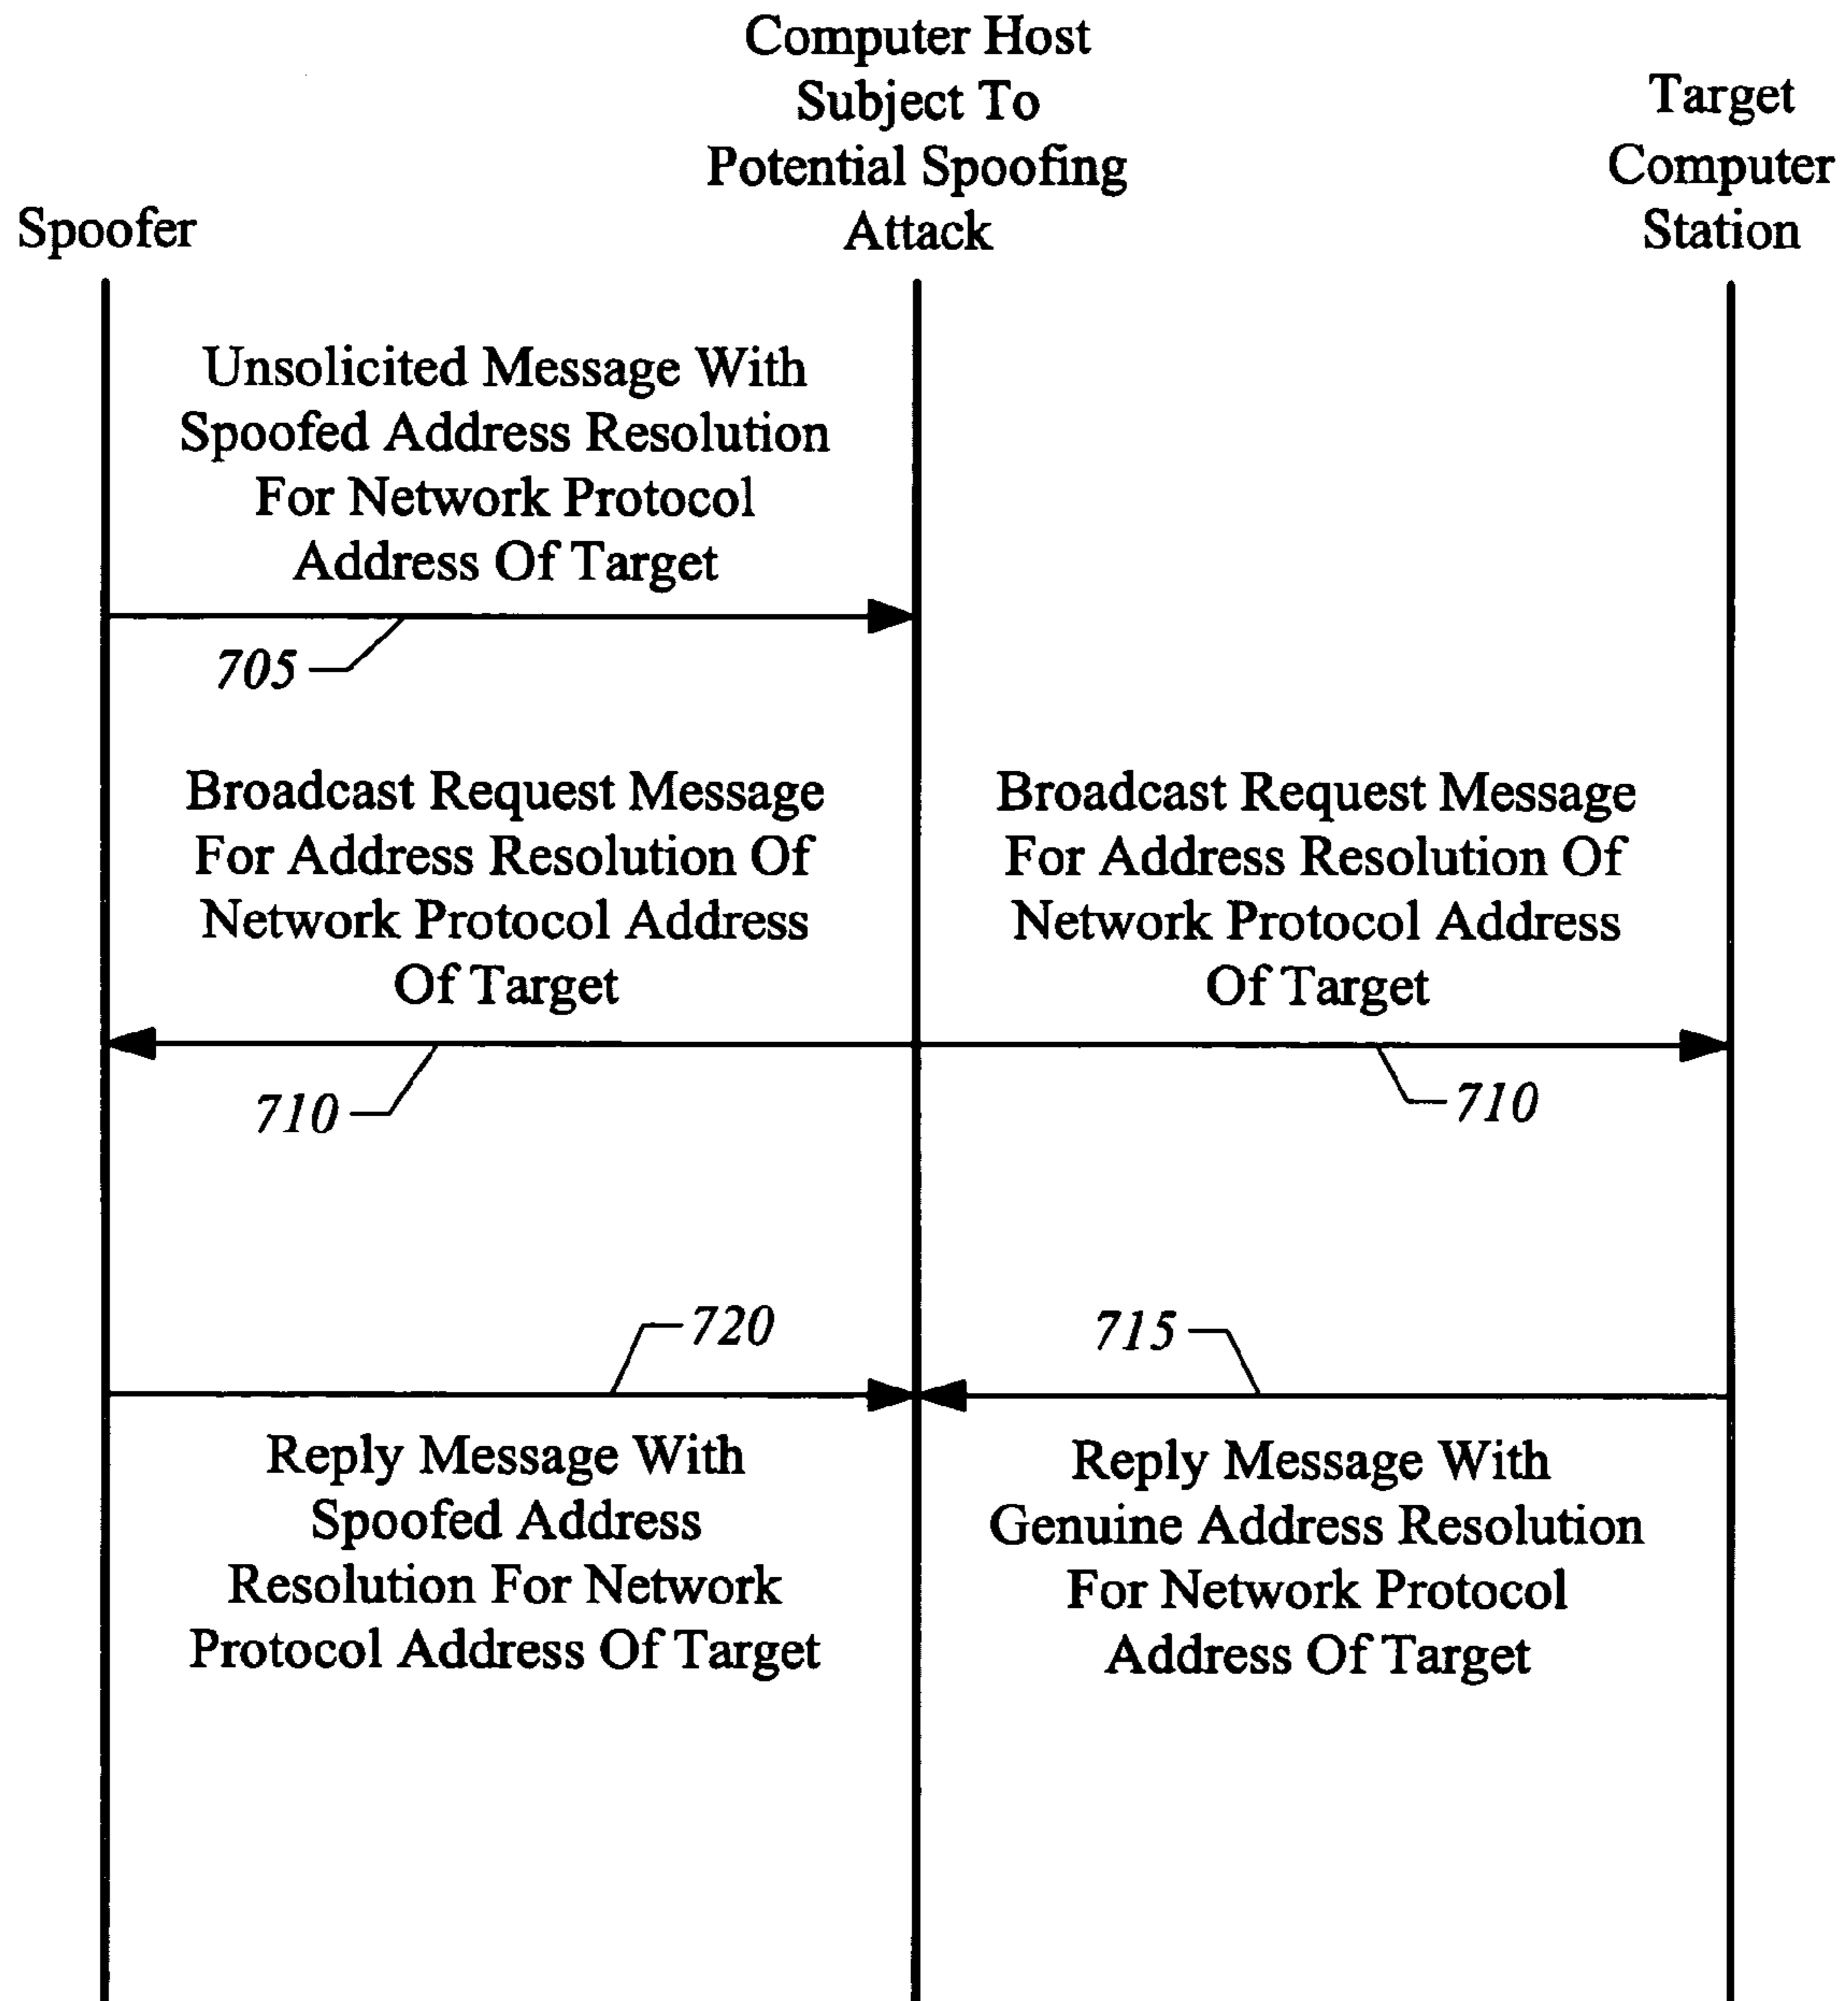 Spoofer
Computer Host
Subject To
Potential Spoofing
Attack
Target
Computer
Station
Unsolicited Message With
Spoofed Address Resolution
For Network Protocol
Address Of Target
705
Broadcast Request Message
For Address Resolution Of
Network Protocol Address
Of Target
710
Broadcast Request Message
For Address Resolution Of
Network Protocol Address
Of Target
710
720
Reply Message With
Spoofed Address
Resolution For Network
Protocol Address Of Target
715
Reply Message With
Genuine Address Resolution
For Network Protocol
Address Of Target